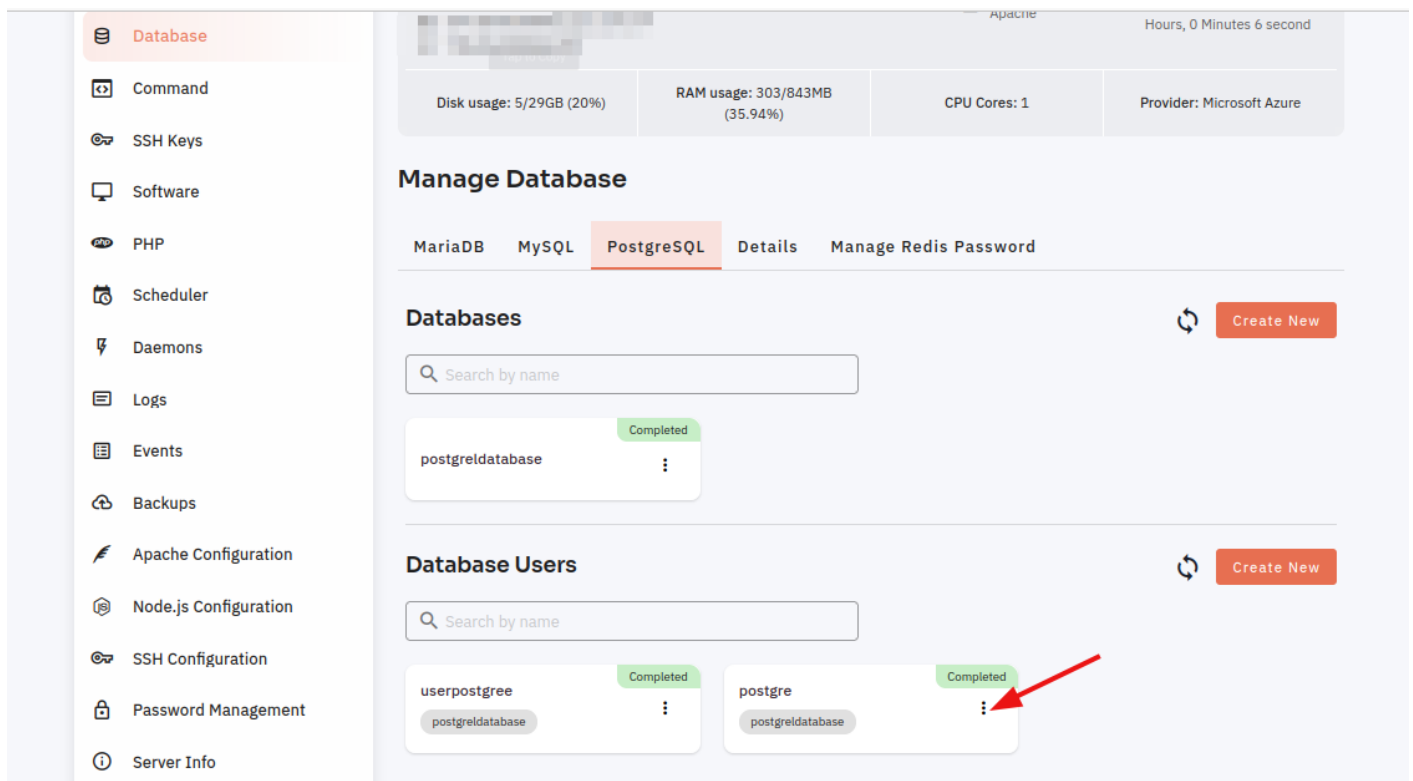 Database
Command
SSH Keys
Software
php PHP
Scheduler
Daemons
Logs
Events
Backups
Apache Configuration
Node.js Configuration
SSH Configuration
Password Management
Server Info
Apache
Hours, 0 Minutes 6 second
Disk usage: 5/29GB (20%)
RAM usage: 303/843MB
(35.94%)
CPU Cores: 1
Provider: Microsoft Azure
Manage Database
MariaDB MySQL PostgreSQL Details Manage Redis Password
Databases
Create New
Search by name
Completed
postgreldatabase
Database Users
Create New
Search by name
Completed
userpostgree
postgreldatabase
Completed
postgre
postgreldatabase